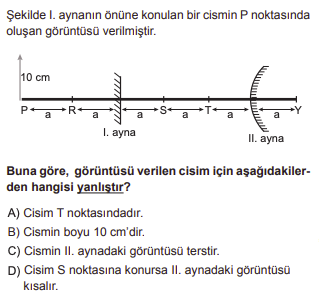 Şekilde I. aynanın önüne konulan bir cismin P noktasında
oluşan görüntüsü verilmiştir.
10 cm
P R S T E Y
a a a a a a
I. ayna
II. ayna
Buna göre, görüntüsü verilen cisim için aşağıdakiler-
den hangisi yanlıştır?
A) Cisim T noktasındadır.
B) Cismin boyu 10 cm'dir.
C) Cismin II. aynadaki görüntüsü terstir.
D) Cisim S noktasına konursa II. aynadaki görüntüsü
kısalır.